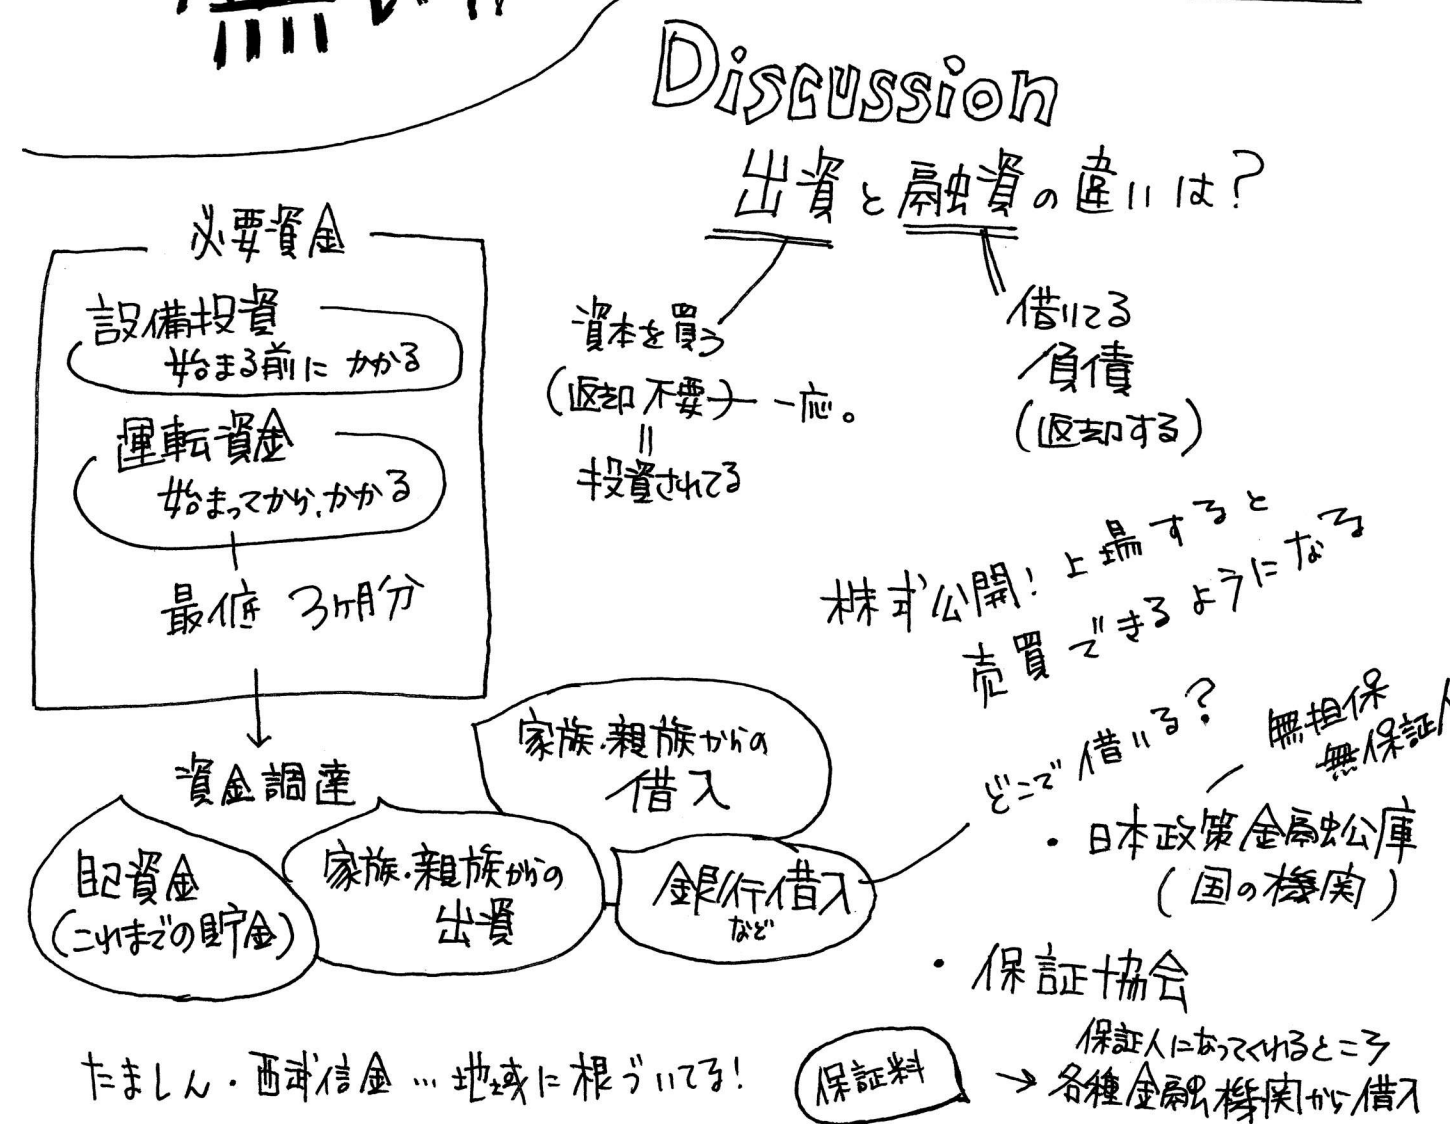 Discussion
出資と融資の違いは?
必要資金
設備投資
始まる前に かかる
運転資金
始まってから、かかる
最低 3ヶ月分
資本を買う
(返却不要) 一応。
=
投資されてる
借りてる
負債
(返却する)
株式公開! 上場すると
売買できるようになる
資金調達
自己資金
(これまでの貯金)
家族・親族からの
出資
家族・親族からの
借入
銀行借入
など
どこで借りる?
無担保
無保証人
・日本政策金融公庫
(国の機関)
・保証協会
保証人になってくれるところ
保証料
→ 各種金融機関から借入
たましん・西武信金…地域に根づいてる!